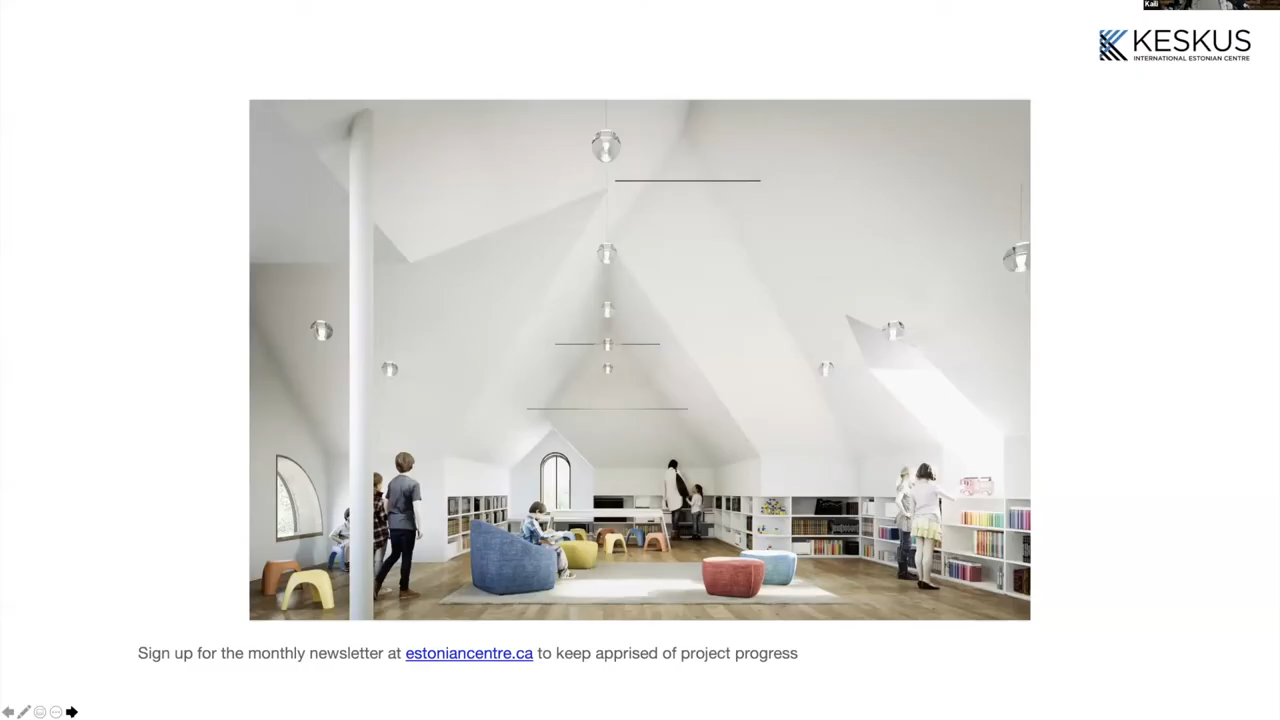 Kaili
KESKUS
INTERNATIONAL ESTONIAN CENTRE
Sign up for the monthly newsletter at estoniancentre.ca to keep apprised of project progress